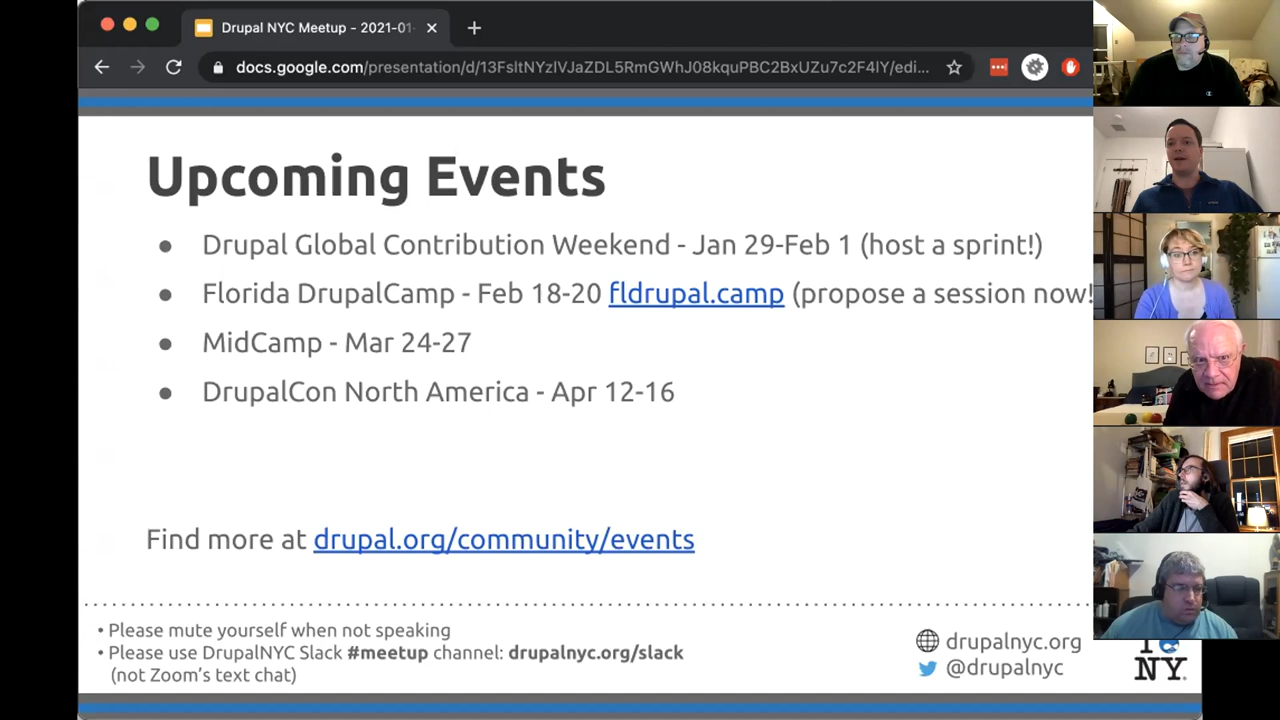 Drupal NYC Meetup - 2021-01
docs.google.com/presentation/d/13FsltNYzlVJaZDL5RmGWhJ08kquPBC2BxUZu7c2F4lY/edi...
Upcoming Events
● Drupal Global Contribution Weekend - Jan 29-Feb 1 (host a sprint!)
● Florida DrupalCamp - Feb 18-20 fldrupal.camp (propose a session now!
● MidCamp - Mar 24-27
● DrupalCon North America - Apr 12-16
Find more at drupal.org/community/events
• Please mute yourself when not speaking
• Please use DrupalNYC Slack #meetup channel: drupalnyc.org/slack
(not Zoom's text chat)
drupalnyc.org
@drupalnyc
NY